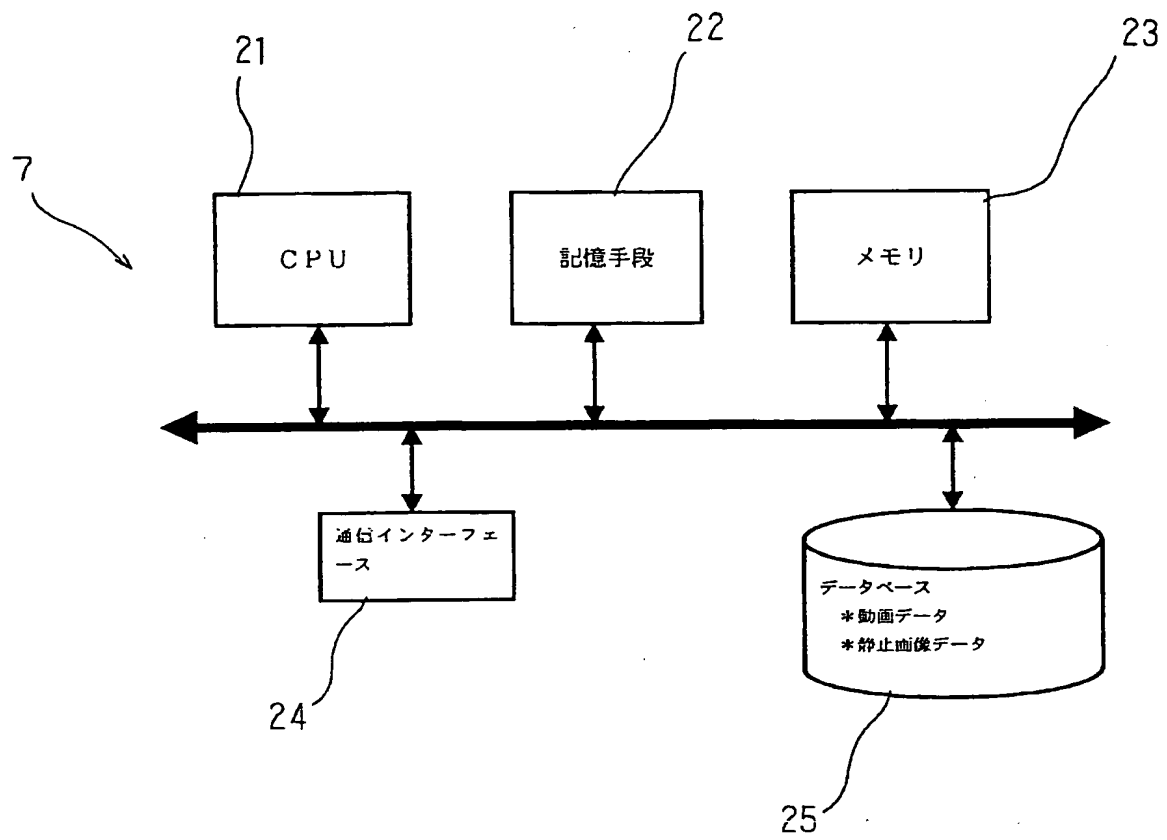 21
22
23
7
ＣＰＵ
記憶手段
メモリ
通信インターフェ
ース
データベース
＊動画データ
＊静止画像データ
24
25